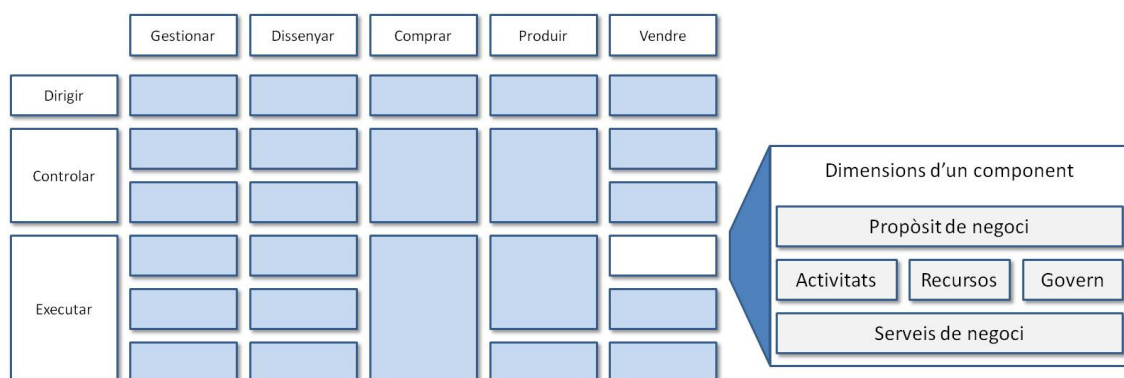 Gestionar
Dissenyar
Comprar
Produir
Vendre
Dirigir
Controlar
Executar
Dimensions d'un component
Propòsit de negoci
Activitats
Recursos
Govern
Serveis de negoci